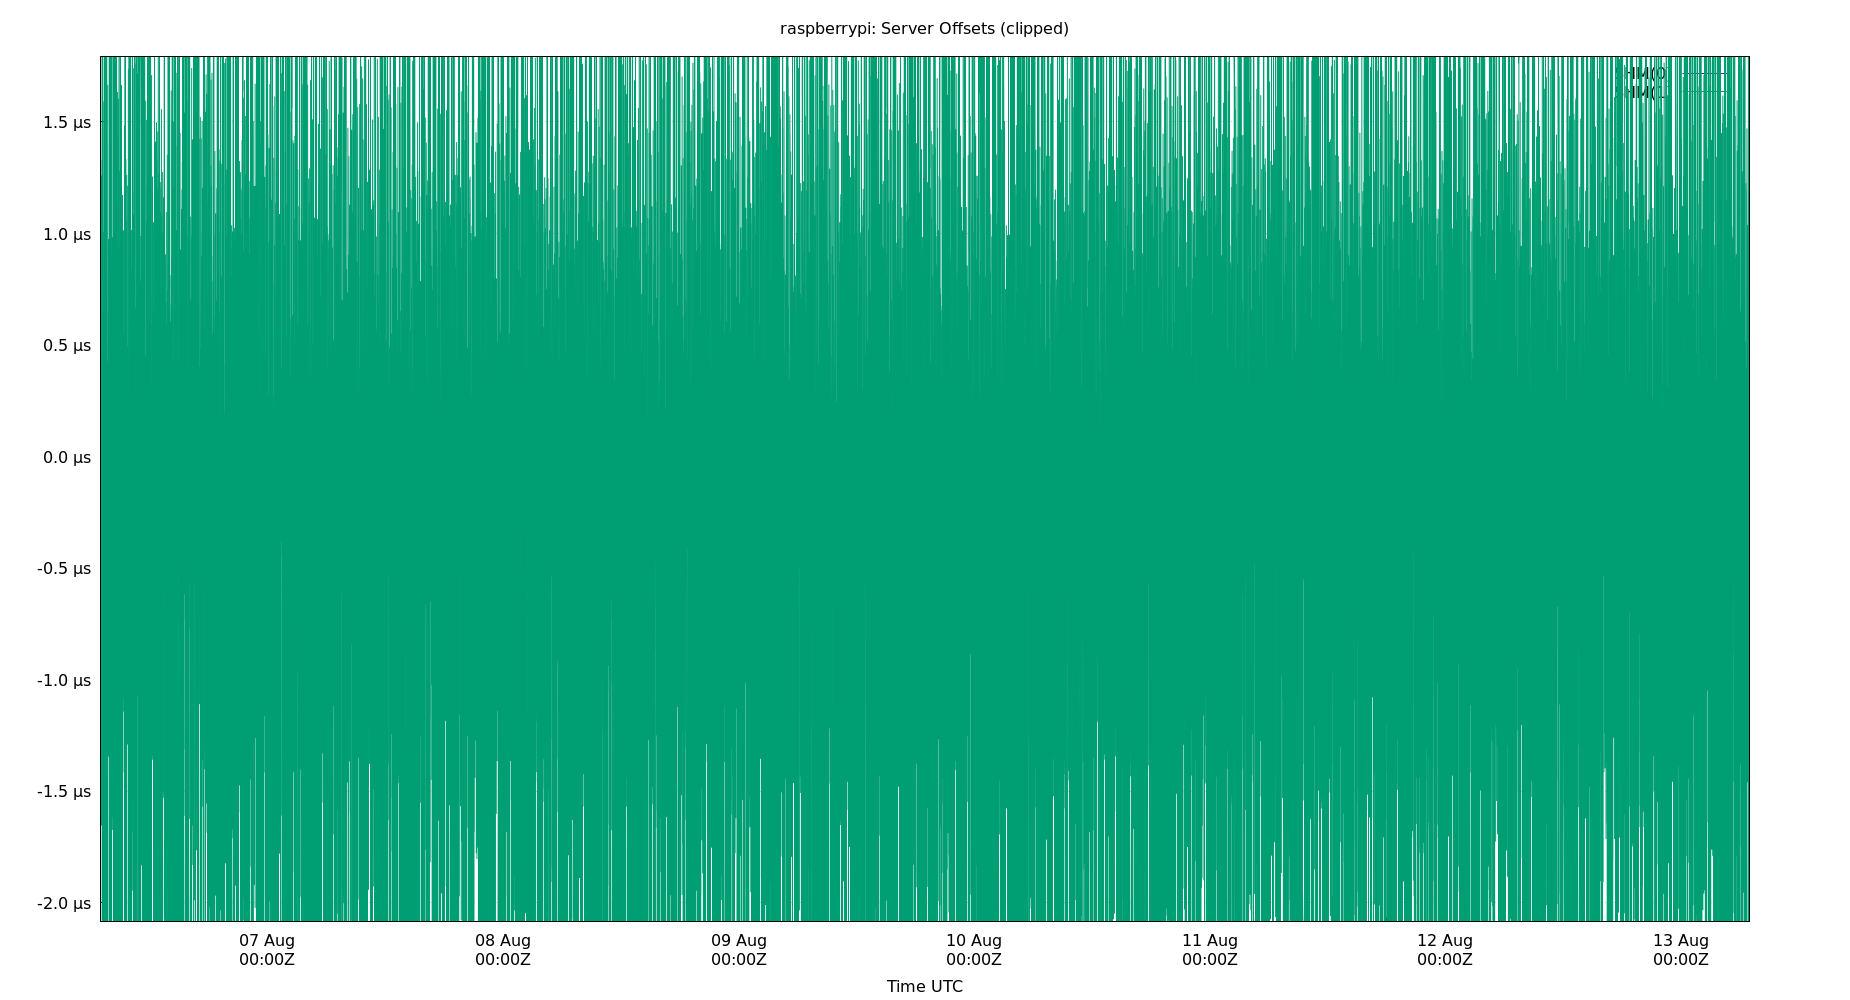 raspberrypi: Server Offsets (clipped)
1.5 µs
1.0 µs
0.5 µs
0.0 µs
-0.5 µs
-1.0 µs
-1.5 µs
-2.0 µs
07 Aug
00:00Z
08 Aug
00:00Z
09 Aug
00:00Z
10 Aug
00:00Z
11 Aug
00:00Z
12 Aug
00:00Z
13 Aug
00:00Z
Time UTC